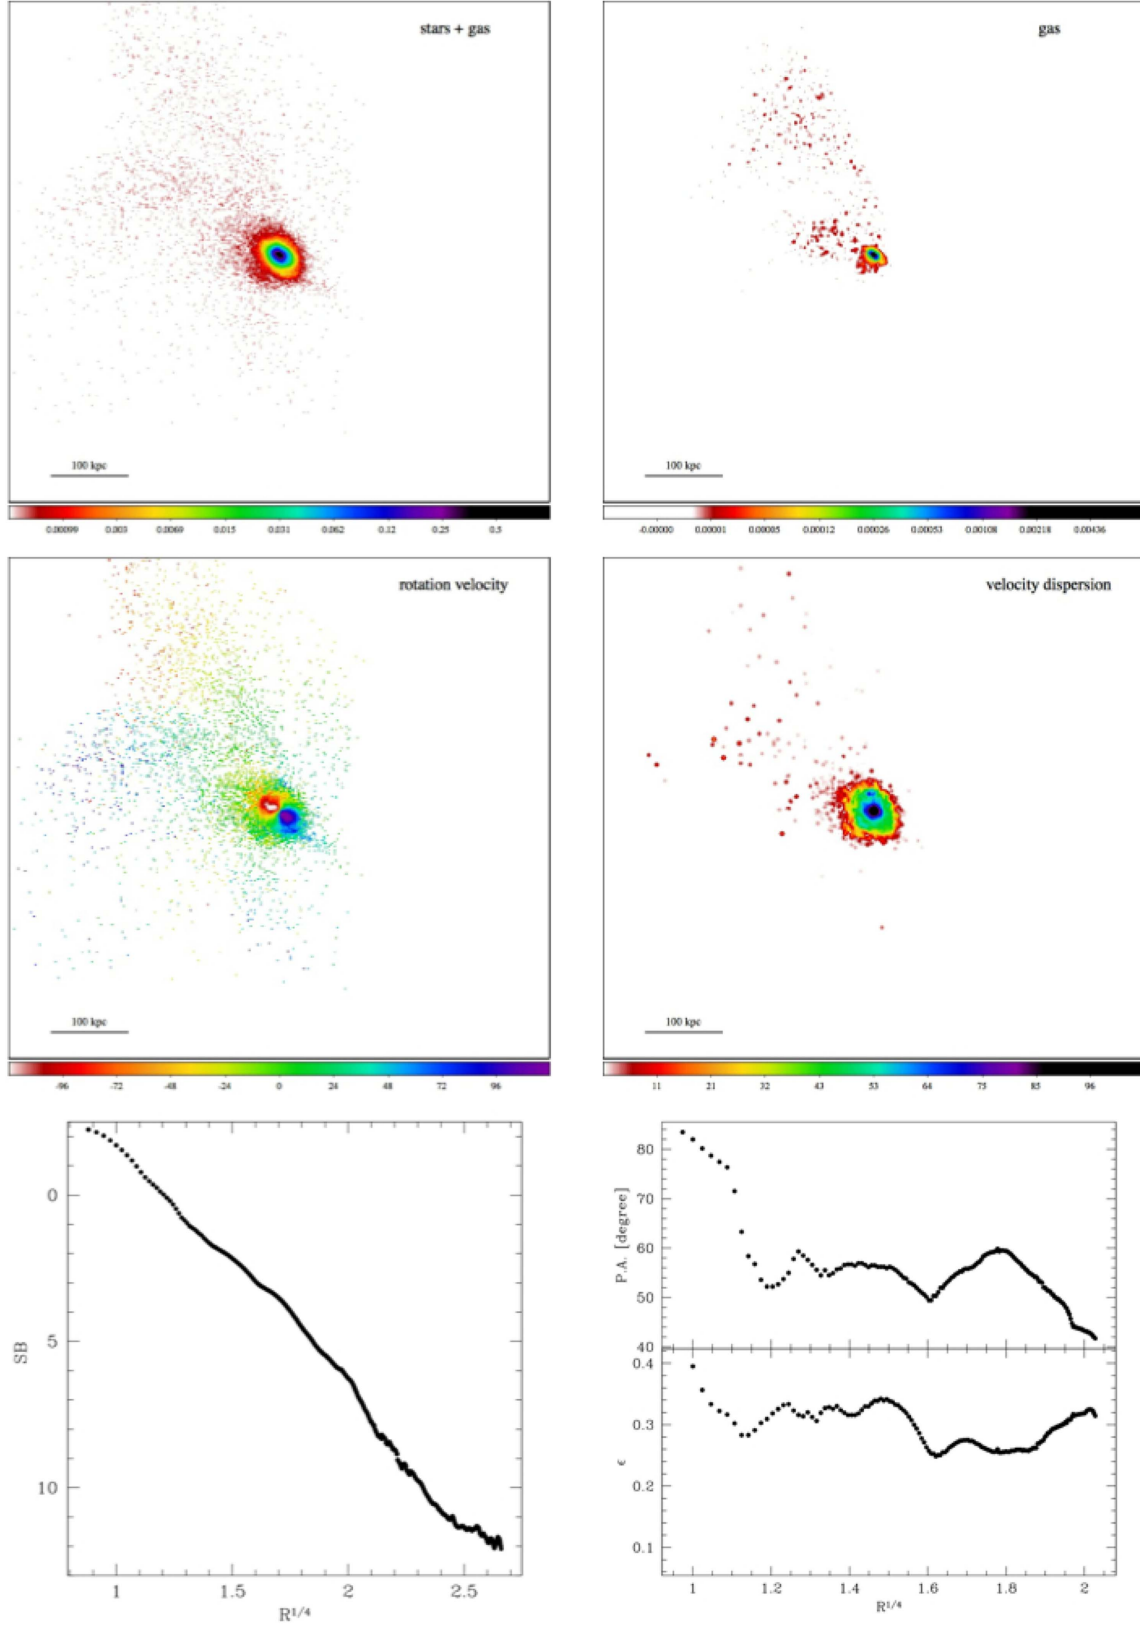 stars + gas
gas
100 kpc
100 kpc
0.00099 0.003 0.0069 0.015 0.031 0.062 0.12 0.25 0.5
-0.00000 0.00001 0.00005 0.00012 0.00026 0.00053 0.00108 0.00218 0.00436
rotation velocity
velocity dispersion
100 kpc
100 kpc
-96 -72 -48 -24 0 24 48 72 96
11 21 32 43 53 64 75 85 96
0
5
10
SB
1 1.5 2 2.5
R^1/4
80
70
60
50
40
P.A. [degree]
0.4
0.3
0.2
0.1
ϵ
1 1.2 1.4 1.6 1.8 2
R^1/4